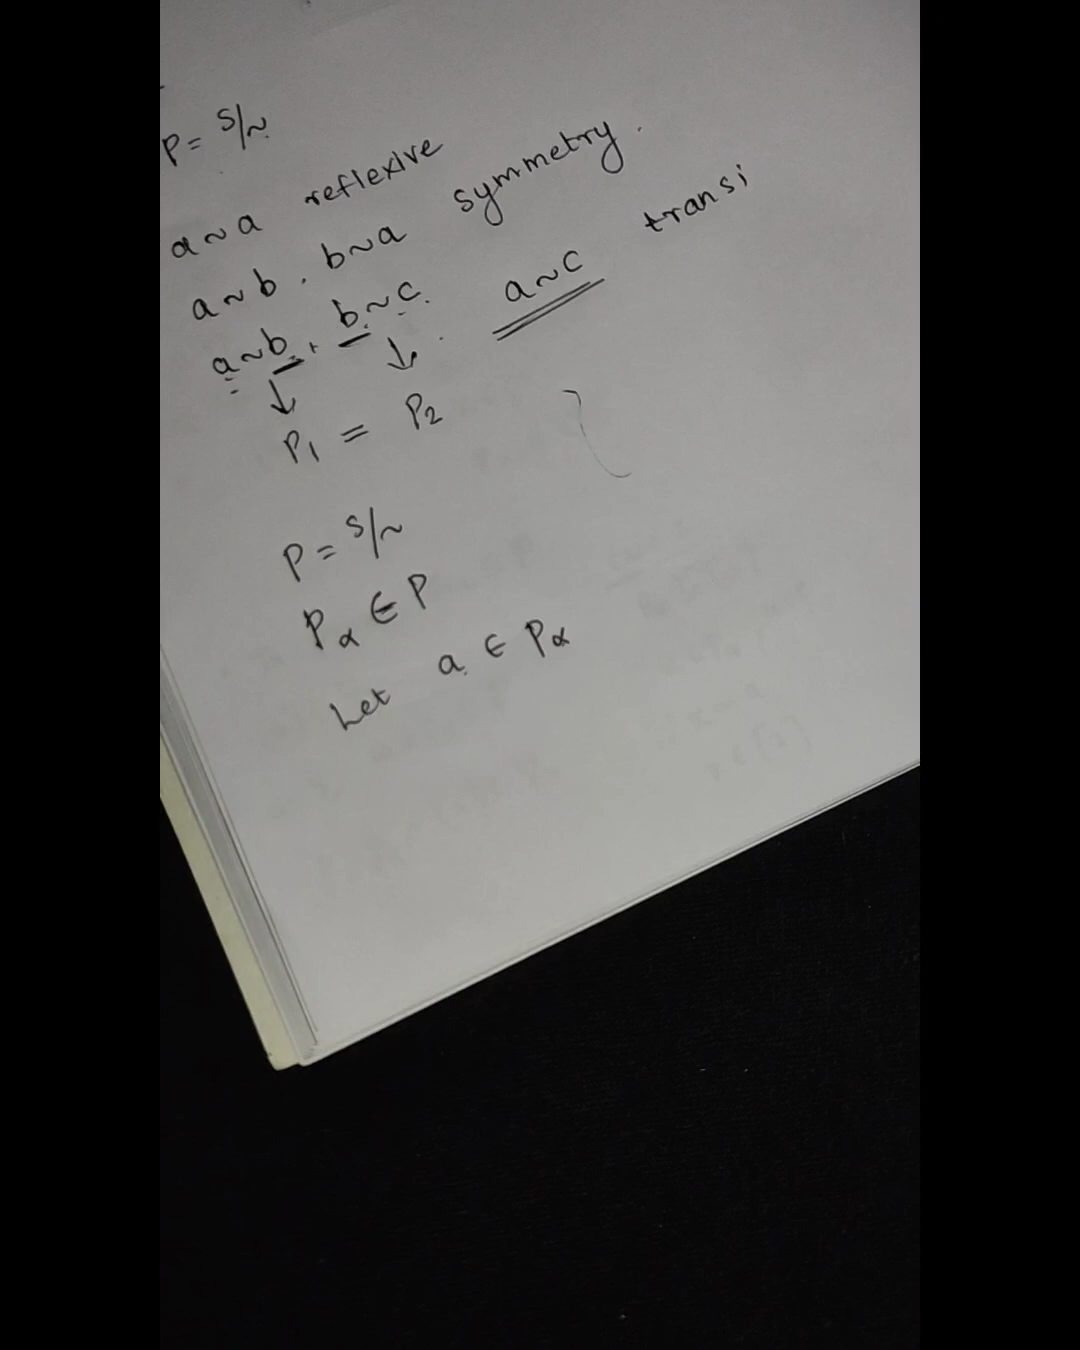 P = S/~
a~a reflexive
a~b . b~a symmetry.
a~b , b~c. a~c transi
↓ ↓
P₁ = P₂ }
P = S/~
Pα ∈ P
Let a ∈ Pα